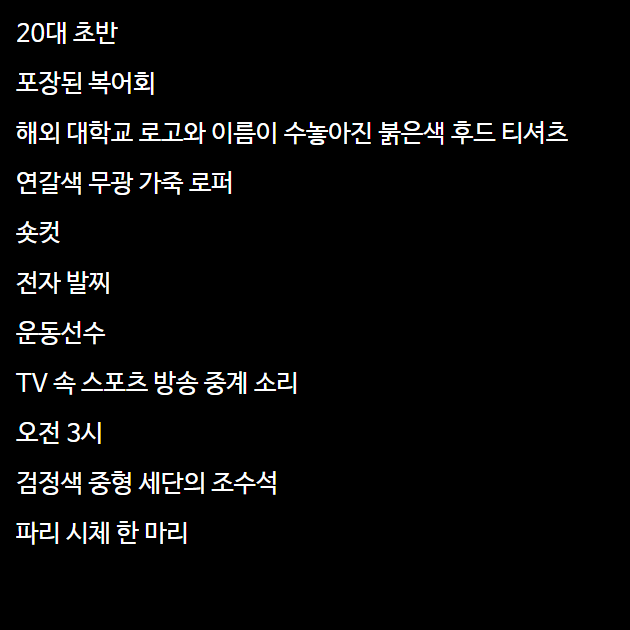 20대 초반
포장된 복어회
해외 대학교 로고와 이름이 수놓아진 붉은색 후드 티셔츠
연갈색 무광 가죽 로퍼
숏컷
전자 발찌
운동선수
TV 속 스포츠 방송 중계 소리
오전 3시
검정색 중형 세단의 조수석
파리 시체 한 마리